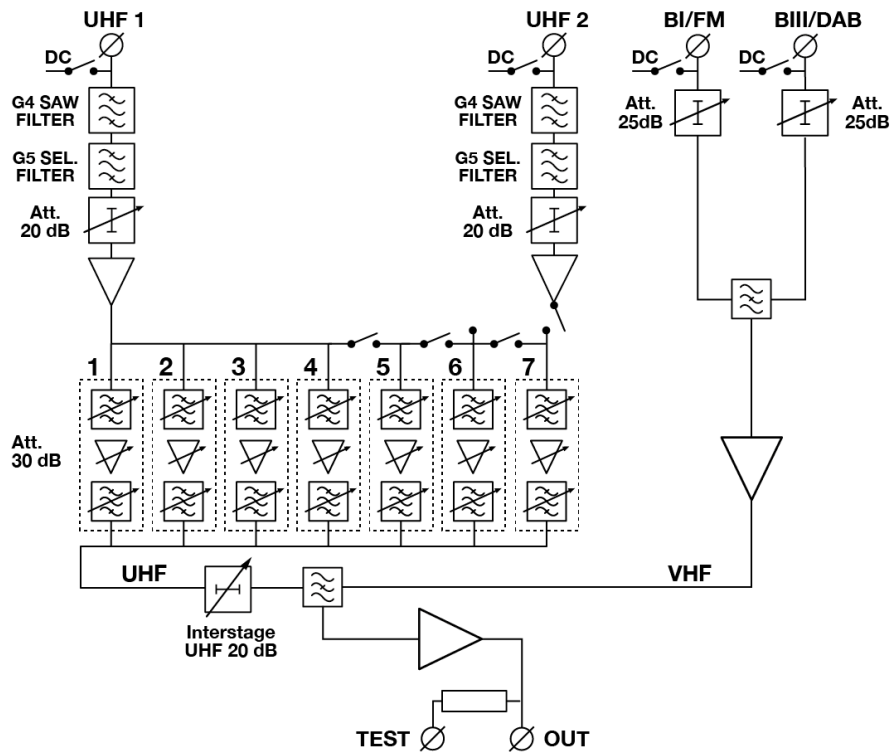 UHF 1
UHF 2
BI/FM
BIII/DAB
DC
DC
DC
DC
G4 SAW
FILTER
G4 SAW
FILTER
Att.
25dB
Att.
25dB
G5 SEL.
FILTER
G5 SEL.
FILTER
Att.
20 dB
Att.
20 dB
1
2
3
4
5
6
7
Att.
30 dB
UHF
VHF
Interstage
UHF 20 dB
TEST
OUT